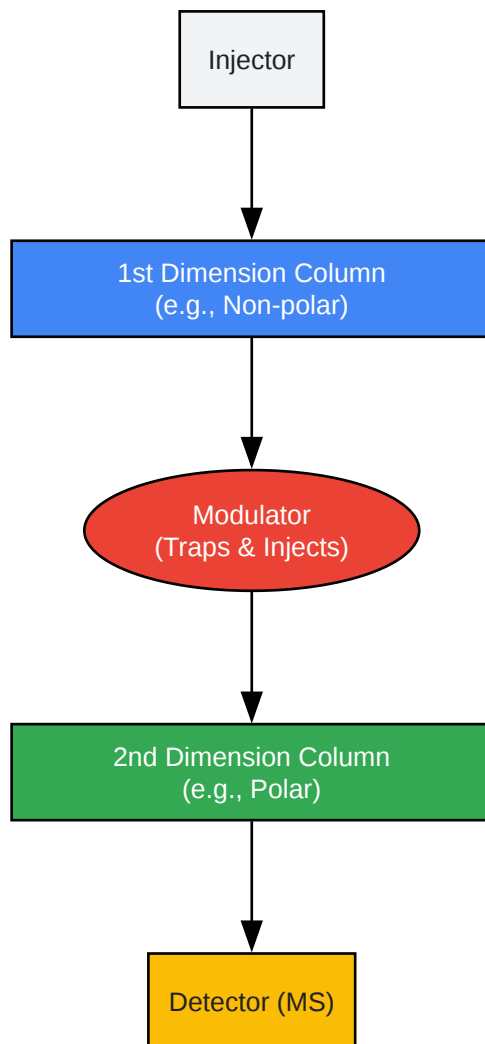 Injector
1st Dimension Column
(e.g., Non-polar)
Modulator
(Traps & Injects)
2nd Dimension Column
(e.g., Polar)
Detector (MS)